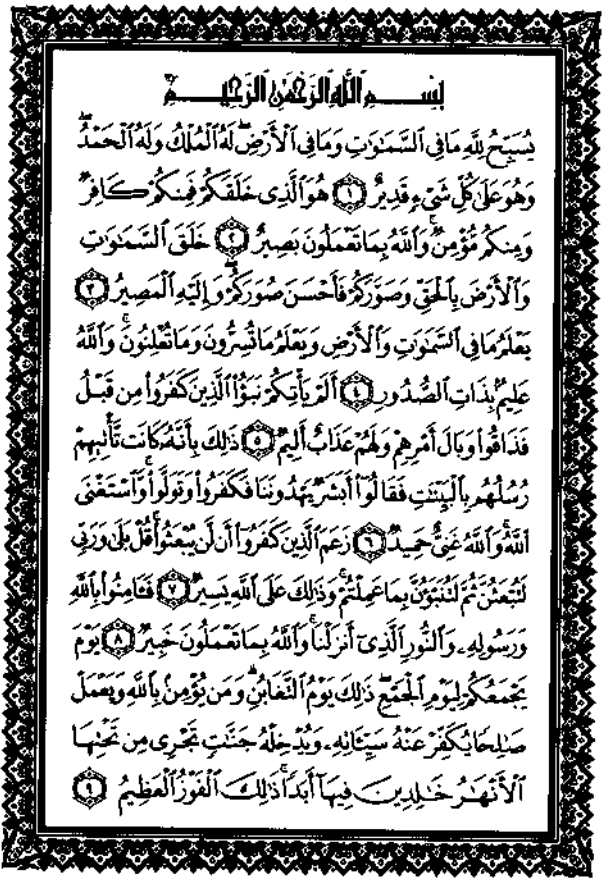 بِسْمِ ٱللَّهِ ٱلرَّحْمَٰنِ ٱلرَّحِيمِ
يُسَبِّحُ لِلَّهِ مَا فِى ٱلسَّمَٰوَٰتِ وَمَا فِى ٱلْأَرْضِ ۖ لَهُ ٱلْمُلْكُ وَلَهُ ٱلْحَمْدُ ۖ
وَهُوَ عَلَىٰ كُلِّ شَىْءٍ قَدِيرٌ ١ هُوَ ٱلَّذِى خَلَقَكُمْ فَمِنكُمْ كَافِرٌ
وَمِنكُم مُّؤْمِنٌ ۚ وَٱللَّهُ بِمَا تَعْمَلُونَ بَصِيرٌ ٢ خَلَقَ ٱلسَّمَٰوَٰتِ
وَٱلْأَرْضَ بِٱلْحَقِّ وَصَوَّرَكُمْ فَأَحْسَنَ صُوَرَكُمْ ۖ وَإِلَيْهِ ٱلْمَصِيرُ ٣
يَعْلَمُ مَا فِى ٱلسَّمَٰوَٰتِ وَٱلْأَرْضِ وَيَعْلَمُ مَا تُسِرُّونَ وَمَا تُعْلِنُونَ ۚ وَٱللَّهُ
عَلِيمٌۢ بِذَاتِ ٱلصُّدُورِ ٤ أَلَمْ يَأْتِكُمْ نَبَؤُا۟ ٱلَّذِينَ كَفَرُوا۟ مِن قَبْلُ
فَذَاقُوا۟ وَبَالَ أَمْرِهِمْ وَلَهُمْ عَذَابٌ أَلِيمٌ ٥ ذَٰلِكَ بِأَنَّهُۥ كَانَت تَّأْتِيهِمْ
رُسُلُهُم بِٱلْبَيِّنَٰتِ فَقَالُوٓا۟ أَبَشَرٌ يَهْدُونَنَا فَكَفَرُوا۟ وَتَوَلَّوا۟ ۚ وَّٱسْتَغْنَى
ٱللَّهُ ۚ وَٱللَّهُ غَنِىٌّ حَمِيدٌ ٦ زَعَمَ ٱلَّذِينَ كَفَرُوٓا۟ أَن لَّن يُبْعَثُوا۟ ۚ قُلْ بَلَىٰ وَرَبِّى
لَتُبْعَثُنَّ ثُمَّ لَتُنَبَّؤُنَّ بِمَا عَمِلْتُمْ ۚ وَذَٰلِكَ عَلَى ٱللَّهِ يَسِيرٌ ٧ فَـَٔامِنُوا۟ بِٱللَّهِ
وَرَسُولِهِۦ وَٱلنُّورِ ٱلَّذِىٓ أَنزَلْنَا ۚ وَٱللَّهُ بِمَا تَعْمَلُونَ خَبِيرٌ ٨ يَوْمَ
يَجْمَعُكُمْ لِيَوْمِ ٱلْجَمْعِ ۖ ذَٰلِكَ يَوْمُ ٱلتَّغَابُنِ ۗ وَمَن يُؤْمِنۢ بِٱللَّهِ وَيَعْمَلْ
صَٰلِحًا يُكَفِّرْ عَنْهُ سَيِّـَٔاتِهِۦ وَيُدْخِلْهُ جَنَّٰتٍ تَجْرِى مِن تَحْتِهَا
ٱلْأَنْهَٰرُ خَٰلِدِينَ فِيهَآ أَبَدًا ۚ ذَٰلِكَ ٱلْفَوْزُ ٱلْعَظِيمُ ٩